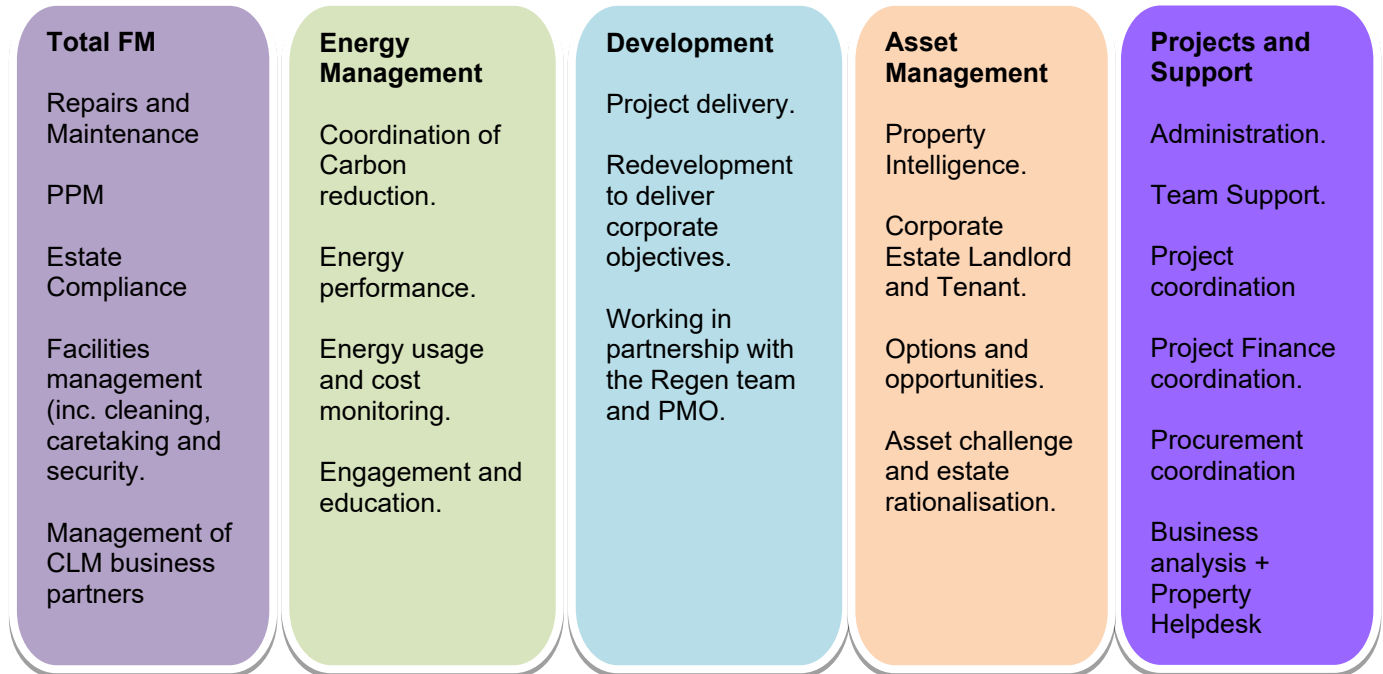 Total FM
Repairs and
Maintenance
PPM
Estate
Compliance
Facilities
management
(inc. cleaning,
caretaking and
security.
Management of
CLM business
partners
Energy
Management
Coordination of
Carbon
reduction.
Energy
performance.
Energy usage
and cost
monitoring.
Engagement and
education.
Development
Project delivery.
Redevelopment
to deliver
corporate
objectives.
Working in
partnership with
the Regen team
and PMO.
Asset
Management
Property
Intelligence.
Corporate
Estate Landlord
and Tenant.
Options and
opportunities.
Asset challenge
and estate
rationalisation.
Projects and
Support
Administration.
Team Support.
Project
coordination
Project Finance
coordination.
Procurement
coordination
Business
analysis +
Property
Helpdesk